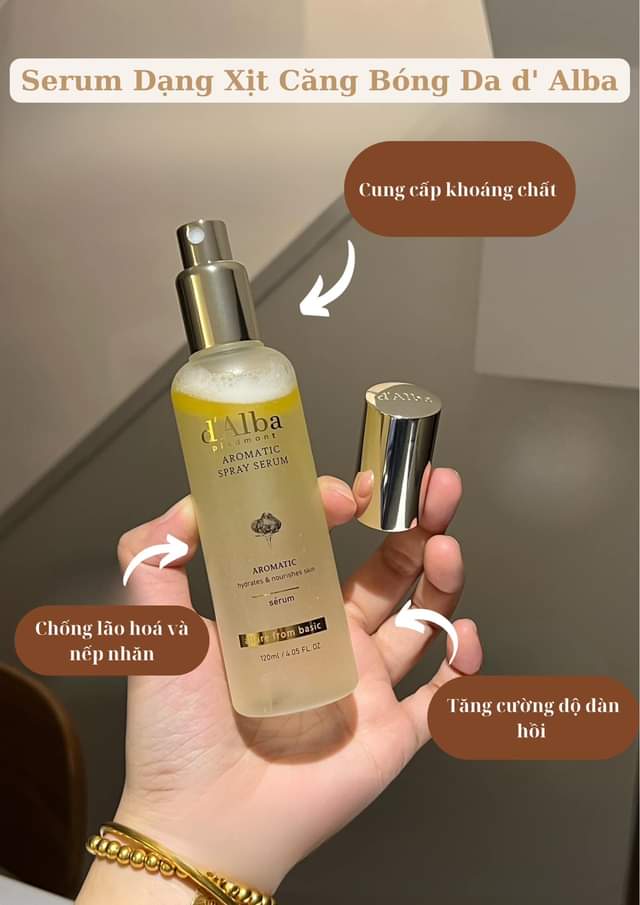 Serum Dạng Xịt Căng Bóng Da d' Alba
Cung cấp khoáng chất
d'Alba
d'Alba
piedmont
AROMATIC
SPRAY SERUM
AROMATIC
hydrates & nourishes skin
sérum
from basic
120ml / 4.05 FL.OZ
Chống lão hoá và
nếp nhăn
Tăng cường độ đàn
hồi